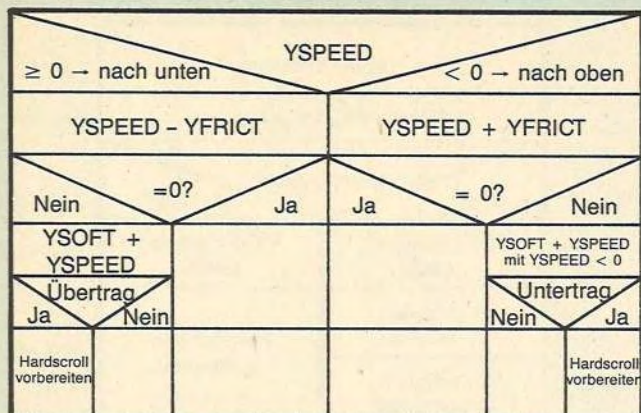 YSPEED
≥ 0 → nach unten
< 0 → nach oben
YSPEED – YFRICT
YSPEED + YFRICT
=0?
Nein
Ja
= 0?
Ja
Nein
YSOFT +
YSPEED
YSOFT + YSPEED
mit YSPEED < 0
Übertrag
Ja
Nein
Untertrag
Nein
Ja
Hardscroll
vorbereiten
Hardscroll
vorbereiten